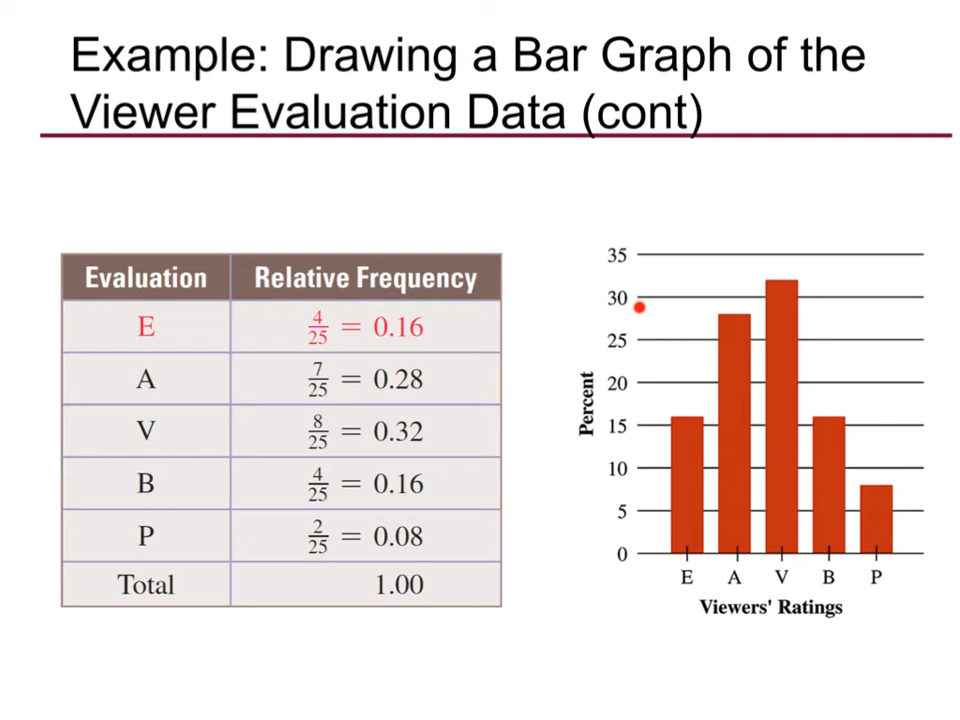 Example: Drawing a Bar Graph of the
Viewer Evaluation Data (cont)
Evaluation Relative Frequency
E 4/25 = 0.16
A 7/25 = 0.28
V 8/25 = 0.32
B 4/25 = 0.16
P 2/25 = 0.08
Total 1.00
Percent
35
30
25
20
15
10
5
0
E A V B P
Viewers' Ratings